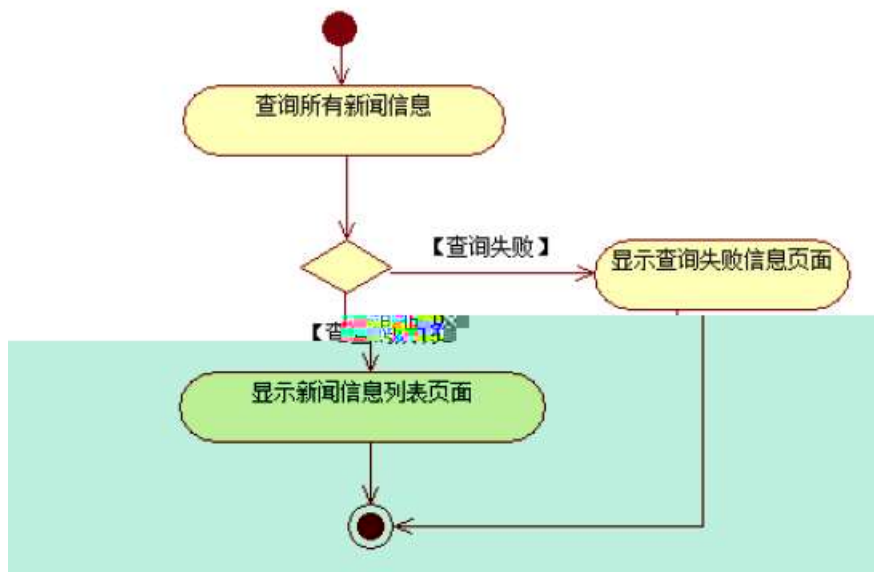 查询所有新闻信息
【查询失败】
显示查询失败信息页面
【查
显示新闻信息列表页面